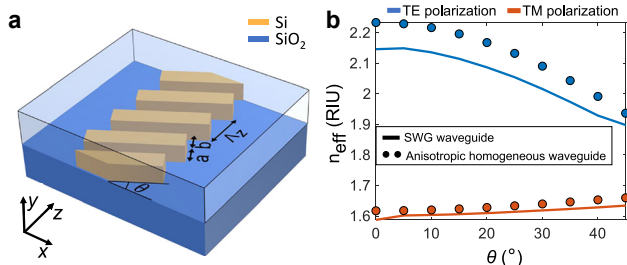 a
Si
SiO₂
Λz
b
a
θ
y
z
x
b
TE polarization TM polarization
2.2
2.1
2
1.9
1.8
1.7
1.6
n_eff (RIU)
SWG waveguide
Anisotropic homogeneous waveguide
0 10 20 30 40
θ (°)